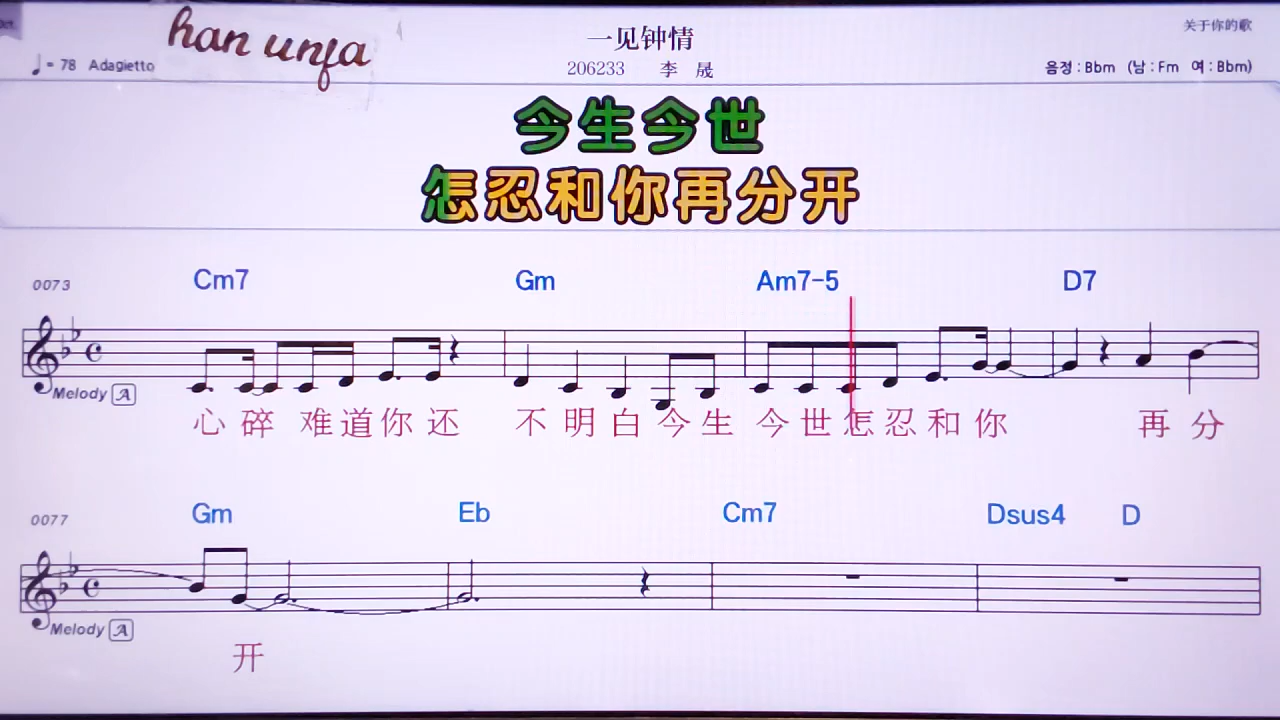 han unfa
一见钟情
关于你的歌
♩= 78 Adagietto
206233 李 晟
음정 : Bbm (남 : Fm 여 : Bbm)
今生今世
怎忍和你再分开
0073 Cm7 Gm Am7-5 D7
Melody A
心 碎 难 道 你 还 不 明 白 今 生 今 世 怎 忍 和 你 再 分
0077 Gm Eb Cm7 Dsus4 D
Melody A
开